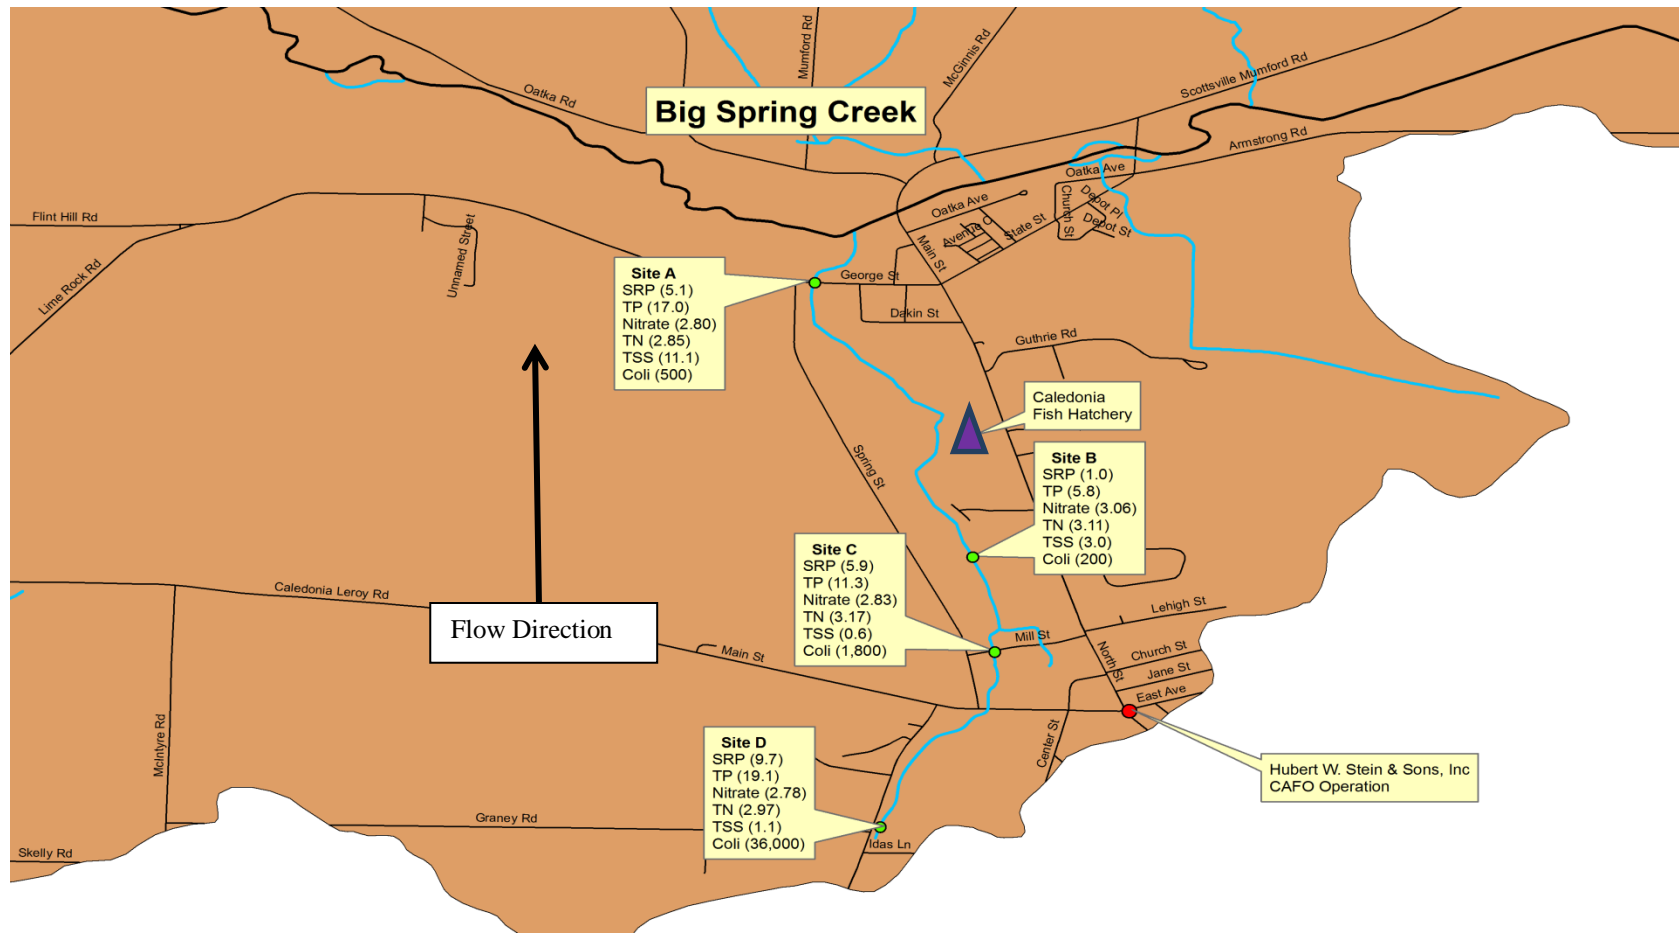 Mumford Rd
McGinnis Rd
Scottsville Mumford Rd
Oatka Rd
Big Spring Creek
Armstrong Rd
Oatka Ave
Flint Hill Rd
Lime Rock Rd
Unnamed Street
Oatka Ave
Church St
Depot Pl
Depot St
Avenue C
State St
Main St
George St
Dakin St
Guthrie Rd
Site A
SRP (5.1)
TP (17.0)
Nitrate (2.80)
TN (2.85)
TSS (11.1)
Coli (500)
Caledonia
Fish Hatchery
Spring St
Site B
SRP (1.0)
TP (5.8)
Nitrate (3.06)
TN (3.11)
TSS (3.0)
Coli (200)
Site C
SRP (5.9)
TP (11.3)
Nitrate (2.83)
TN (3.17)
TSS (0.6)
Coli (1,800)
Caledonia Leroy Rd
Flow Direction
Main St
Mill St
Lehigh St
North St
Church St
Jane St
East Ave
Center St
McIntyre Rd
Site D
SRP (9.7)
TP (19.1)
Nitrate (2.78)
TN (2.97)
TSS (1.1)
Coli (36,000)
Hubert W. Stein & Sons, Inc
CAFO Operation
Graney Rd
Idas Ln
Skelly Rd